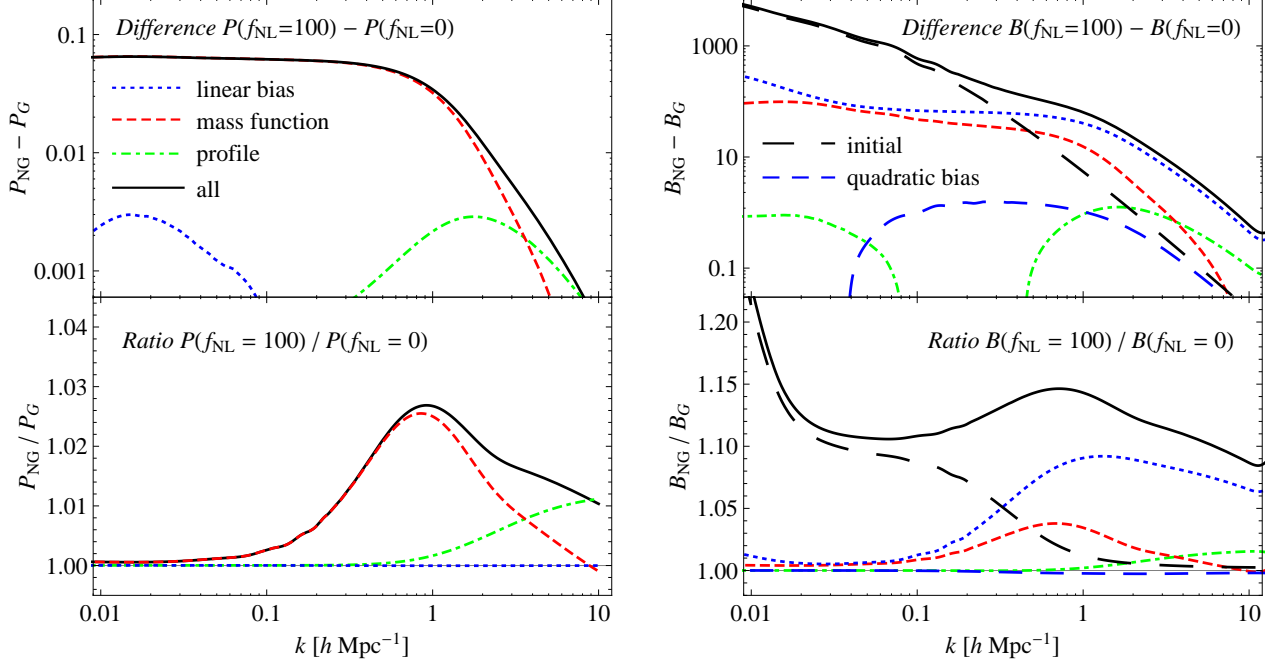 Difference P(fNL=100) – P(fNL=0)
0.1
0.01
0.001
PNG − PG
linear bias
mass function
profile
all
Ratio P(fNL = 100) / P(fNL = 0)
1.04
1.03
1.02
1.01
1.00
PNG / PG
0.01 0.1 1 10
k [h Mpc−1]
Difference B(fNL=100) – B(fNL=0)
1000
10
0.1
BNG − BG
initial
quadratic bias
Ratio B(fNL = 100) / B(fNL = 0)
1.20
1.15
1.10
1.05
1.00
BNG / BG
0.01 0.1 1 10
k [h Mpc−1]